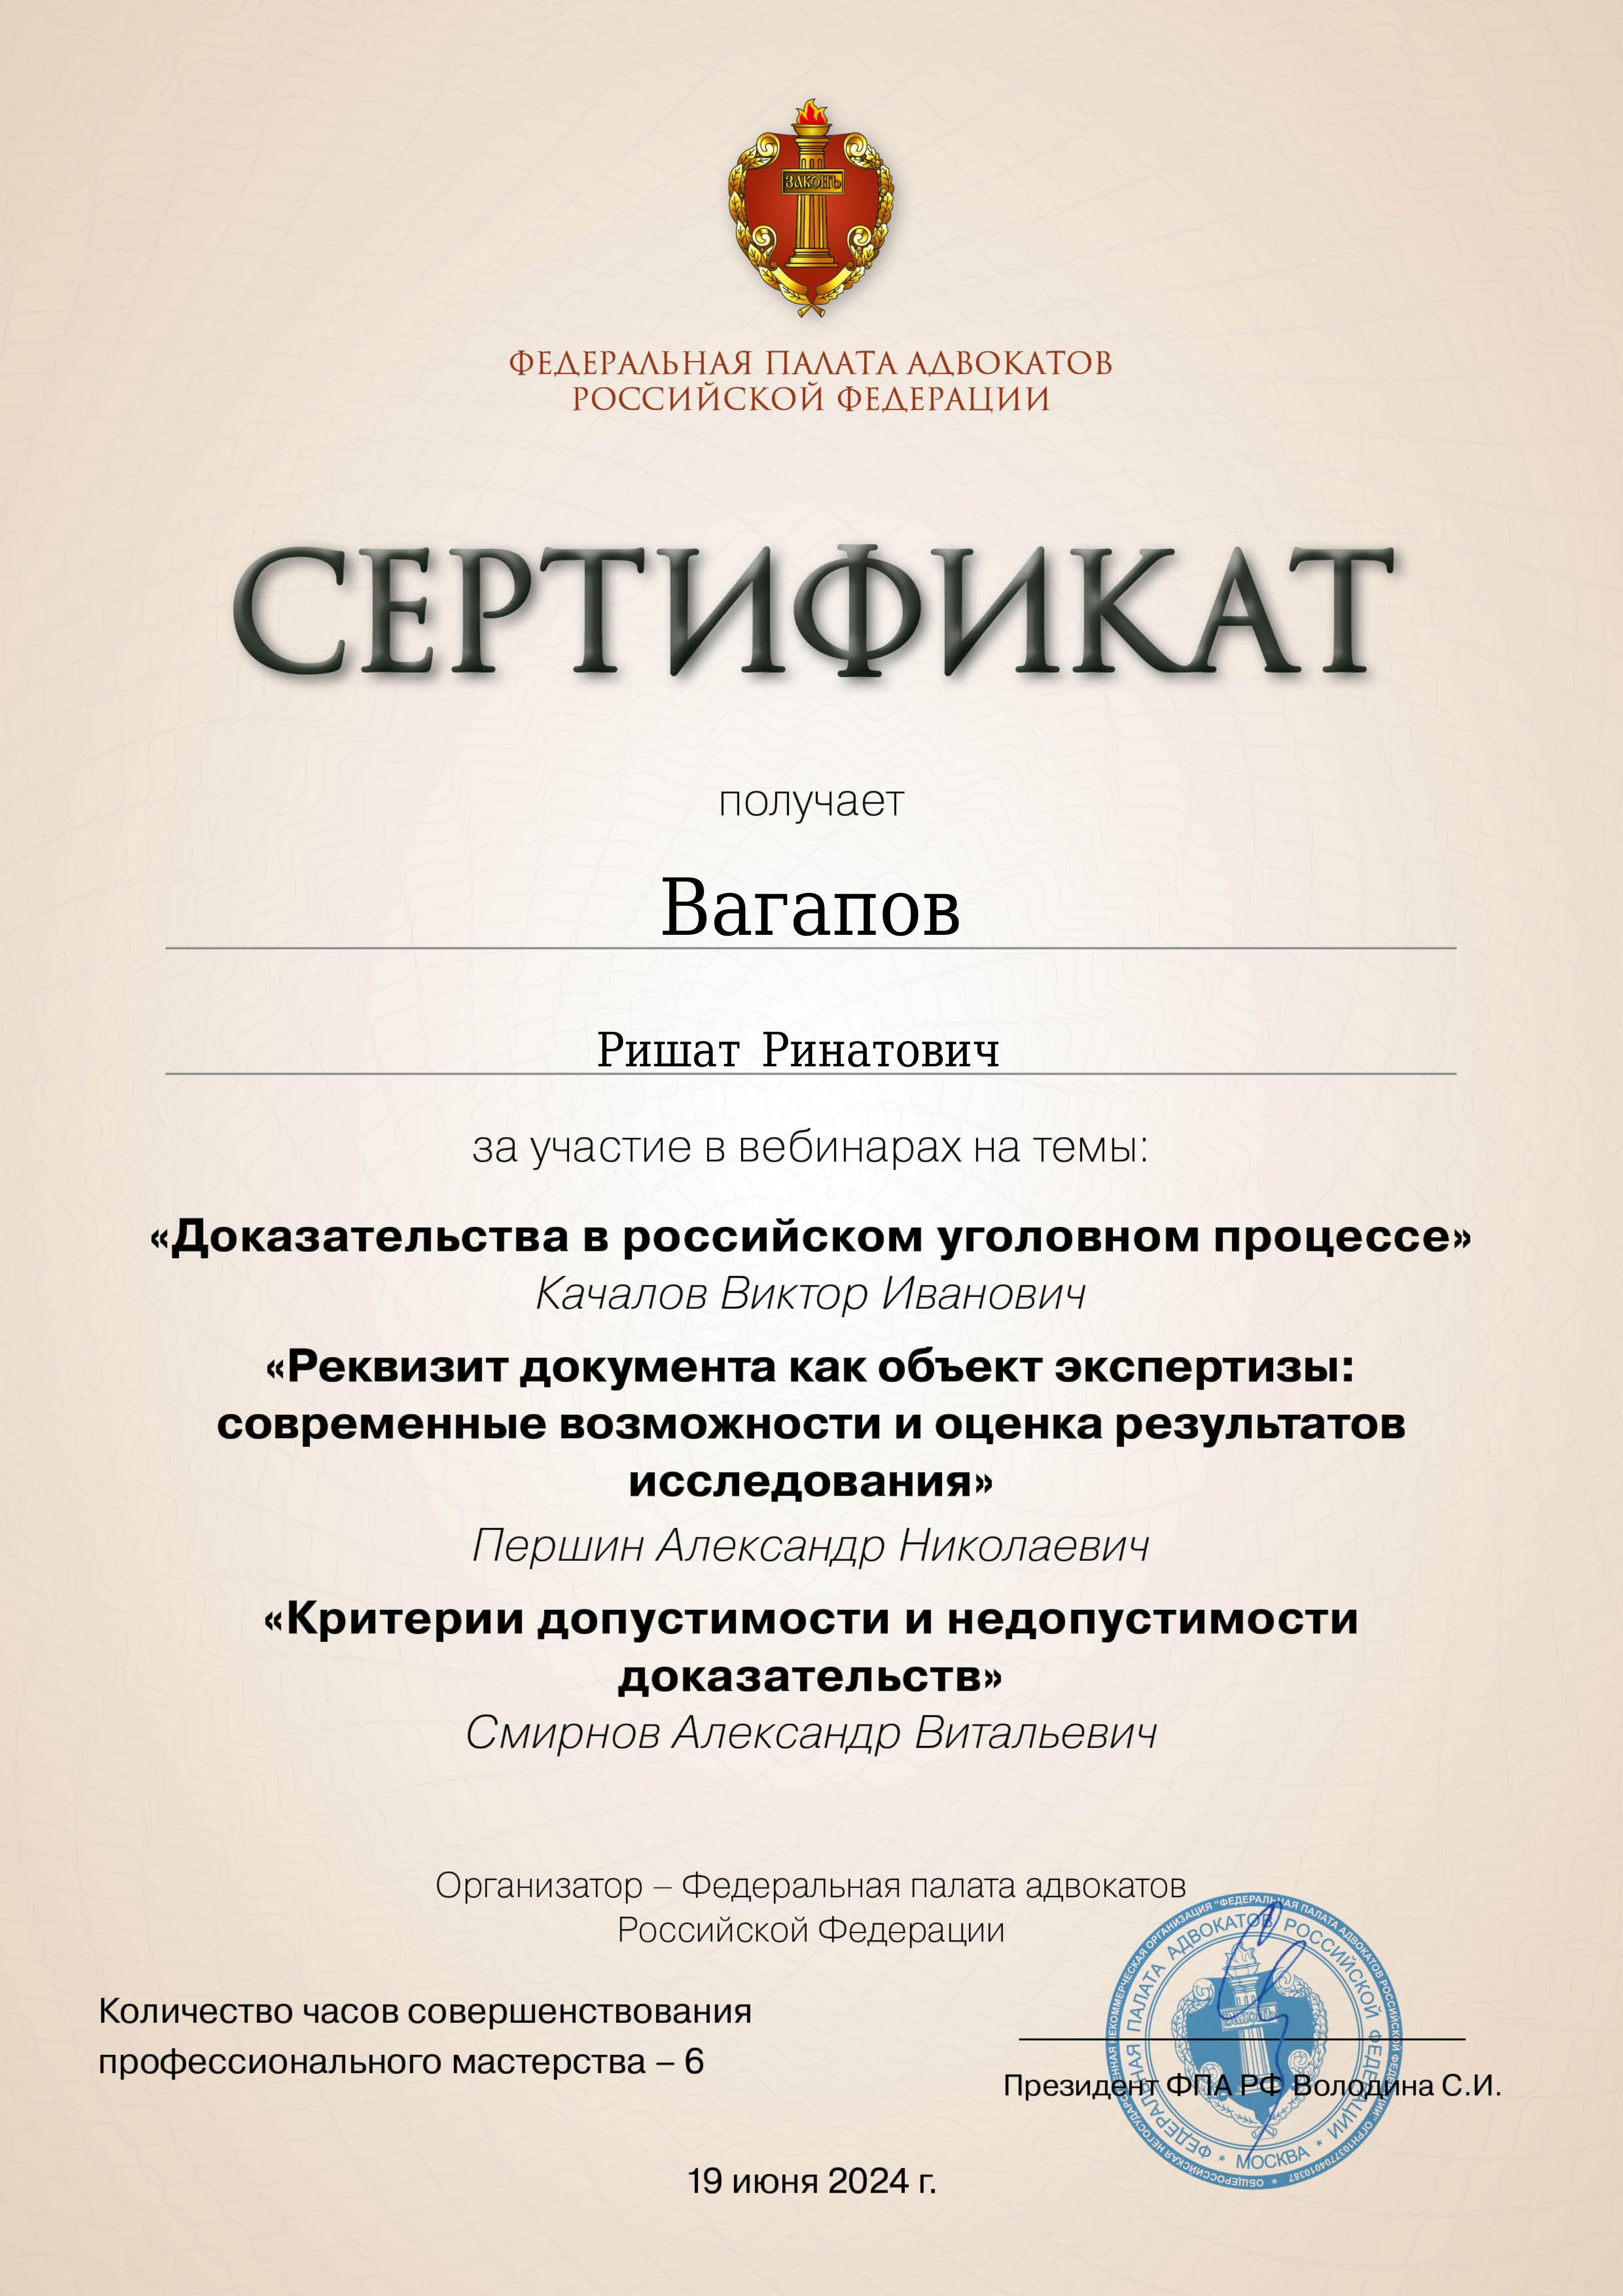 ЗАКОНЪ
ФЕДЕРАЛЬНАЯ ПАЛАТА АДВОКАТОВ
РОССИЙСКОЙ ФЕДЕРАЦИИ
СЕРТИФИКАТ
получает
Вагапов
Ришат Ринатович
за участие в вебинарах на темы:
«Доказательства в российском уголовном процессе»
Качалов Виктор Иванович
«Реквизит документа как объект экспертизы:
современные возможности и оценка результатов
исследования»
Першин Александр Николаевич
«Критерии допустимости и недопустимости
доказательств»
Смирнов Александр Витальевич
Организатор – Федеральная палата адвокатов
Российской Федерации
Количество часов совершенствования
профессионального мастерства – 6
ОБЩЕРОССИЙСКАЯ НЕГОСУДАРСТВЕННАЯ НЕКОММЕРЧЕСКАЯ ОРГАНИЗАЦИЯ "ФЕДЕРАЛЬНАЯ ПАЛАТА АДВОКАТОВ РОССИЙСКОЙ ФЕДЕРАЦИИ" ОГРН1037704010387 *
ФЕДЕРАЛЬНАЯ ПАЛАТА АДВОКАТОВ РОССИЙСКОЙ ФЕДЕРАЦИИ
* МОСКВА *
Президент ФПА РФ Володина С.И.
19 июня 2024 г.